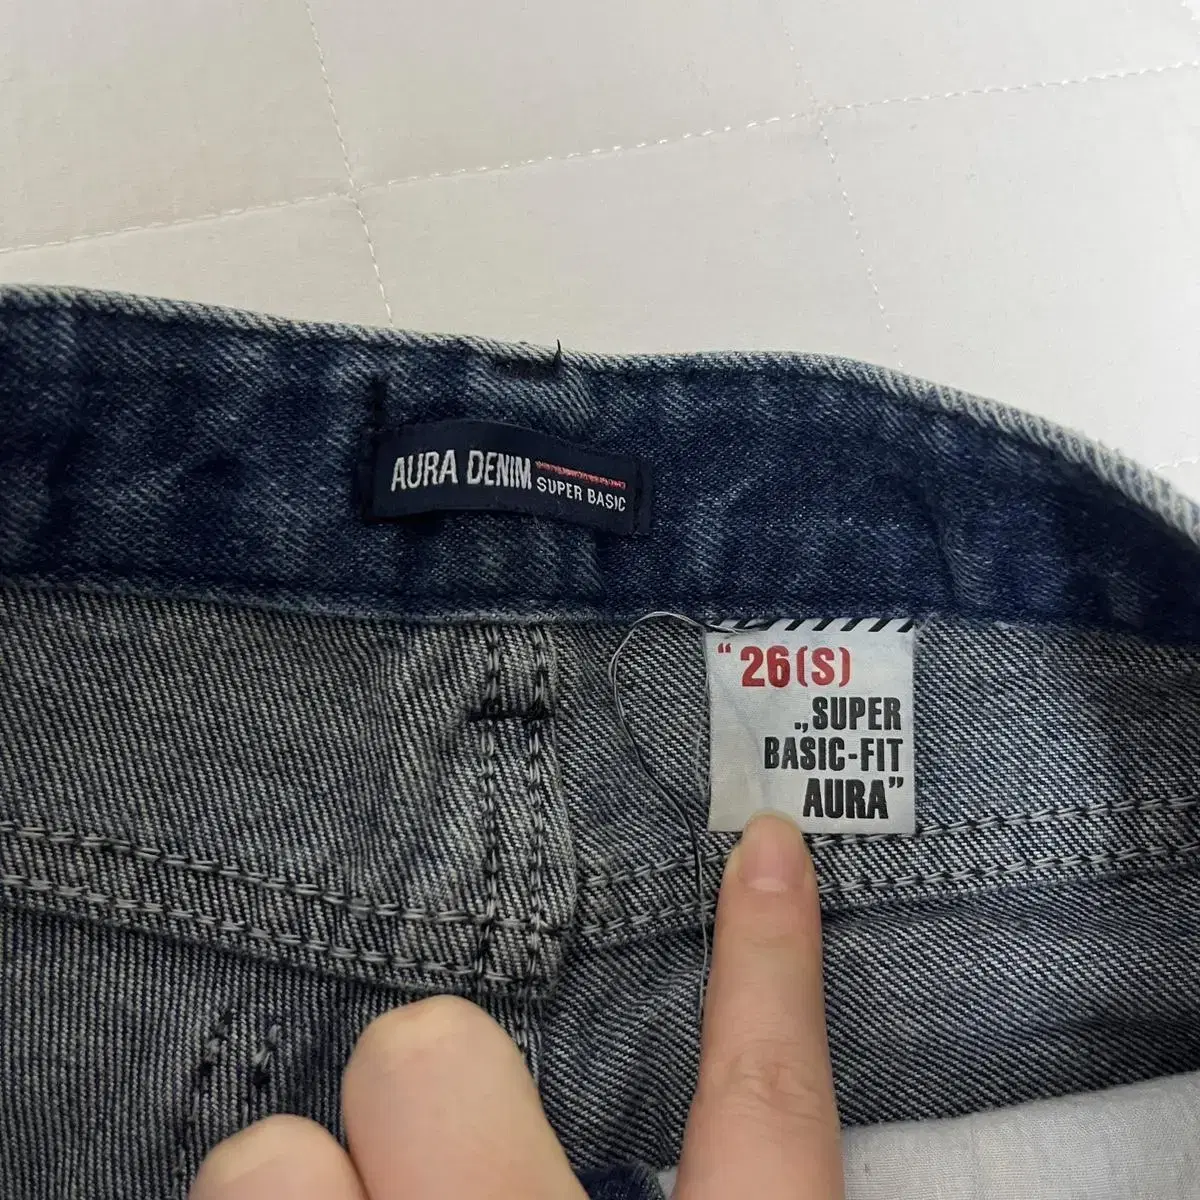 AURA DENIM
SUPER BASIC
“26(S)
„SUPER
BASIC-FIT
AURA”